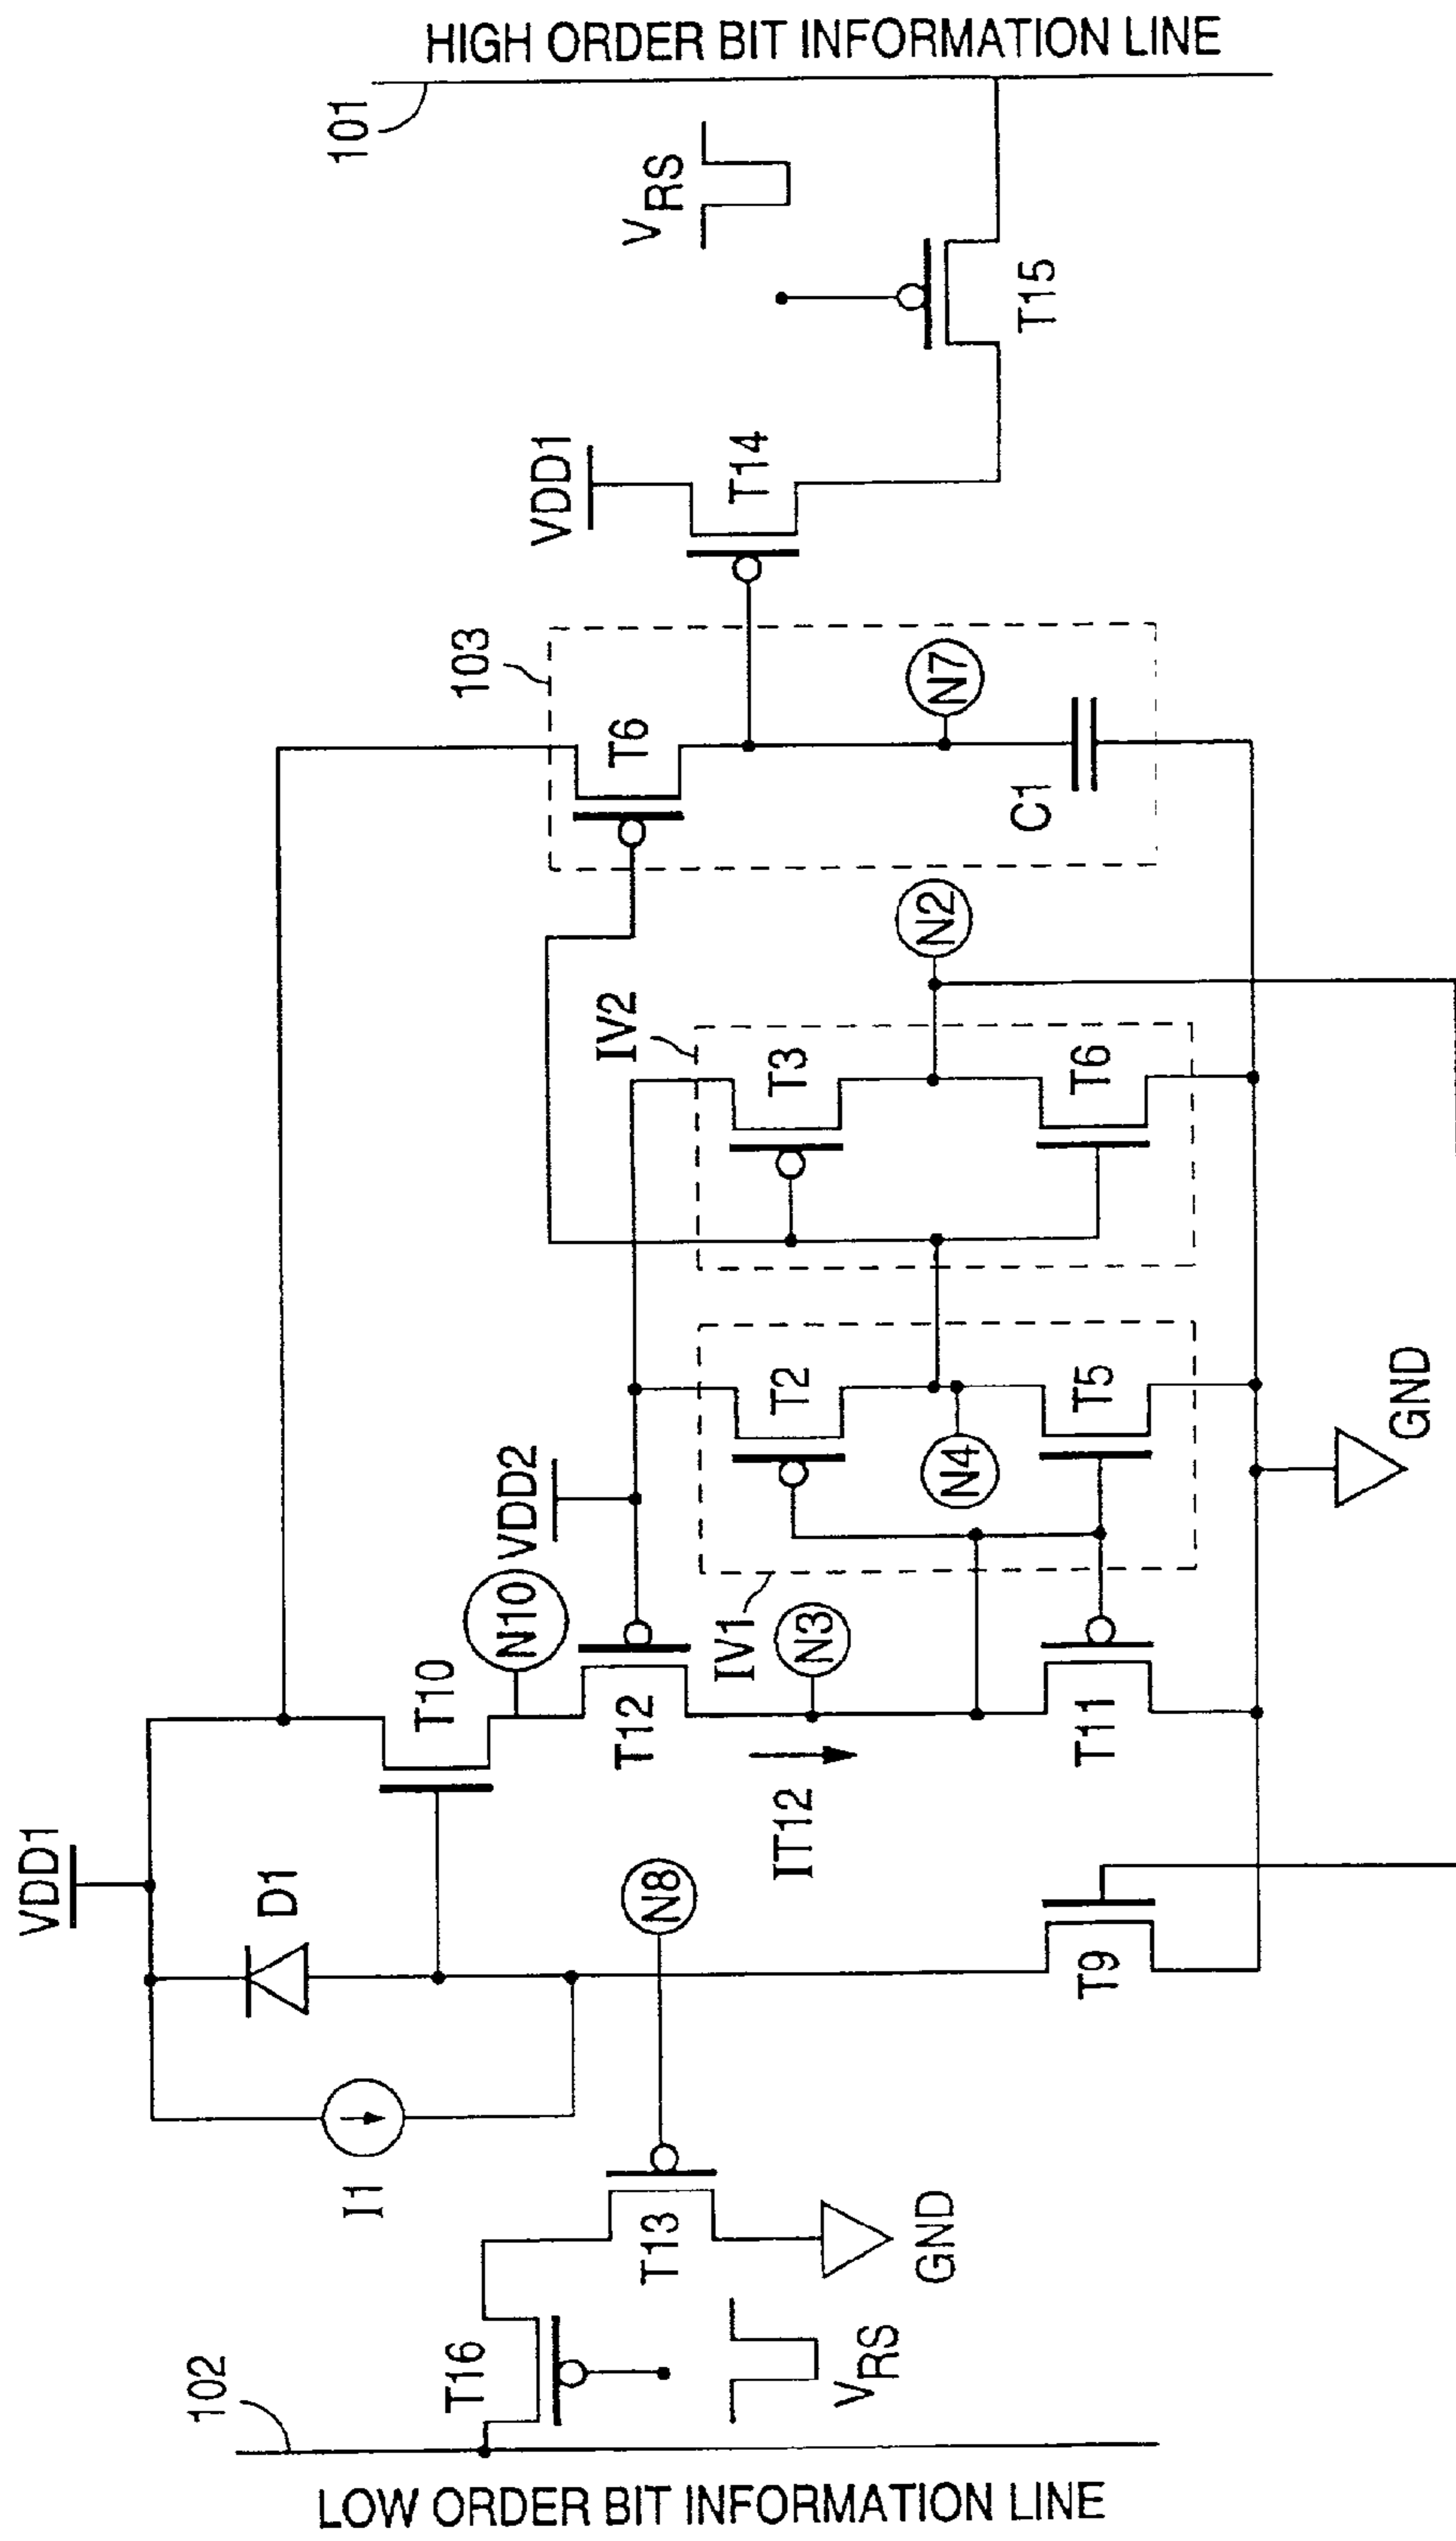 HIGH ORDER BIT INFORMATION LINE
101
VRS
T15
VDD1
T14
103
T6
N7
C1
N2
IV2
T3
T6
VDD2
T2
N4
T5
GND
N10
IV1
N3
T10
T12
T11
IT12
VDD1
D1
N8
T9
I1
T13
GND
T16
VRS
102
LOW ORDER BIT INFORMATION LINE